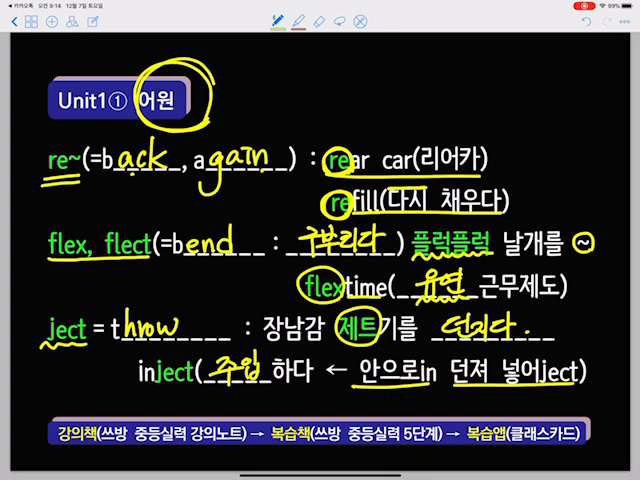 카카오톡 오전 9:14 12월 7일 토요일 99%
Unit1① 어원
re~(=back, again) : rear car(리어카)
refill(다시 채우다)
flex, flect(=bend : 구부리다) 플럭플럭 날개를 ~
flextime(유연 근무제도)
ject = throw : 장남감 제트기를 던지다.
inject(주입하다 ← 안으로in 던져 넣어ject)
강의책(쓰방 중등실력 강의노트) → 복습책(쓰방 중등실력 5단계) → 복습앱(클래스카드)